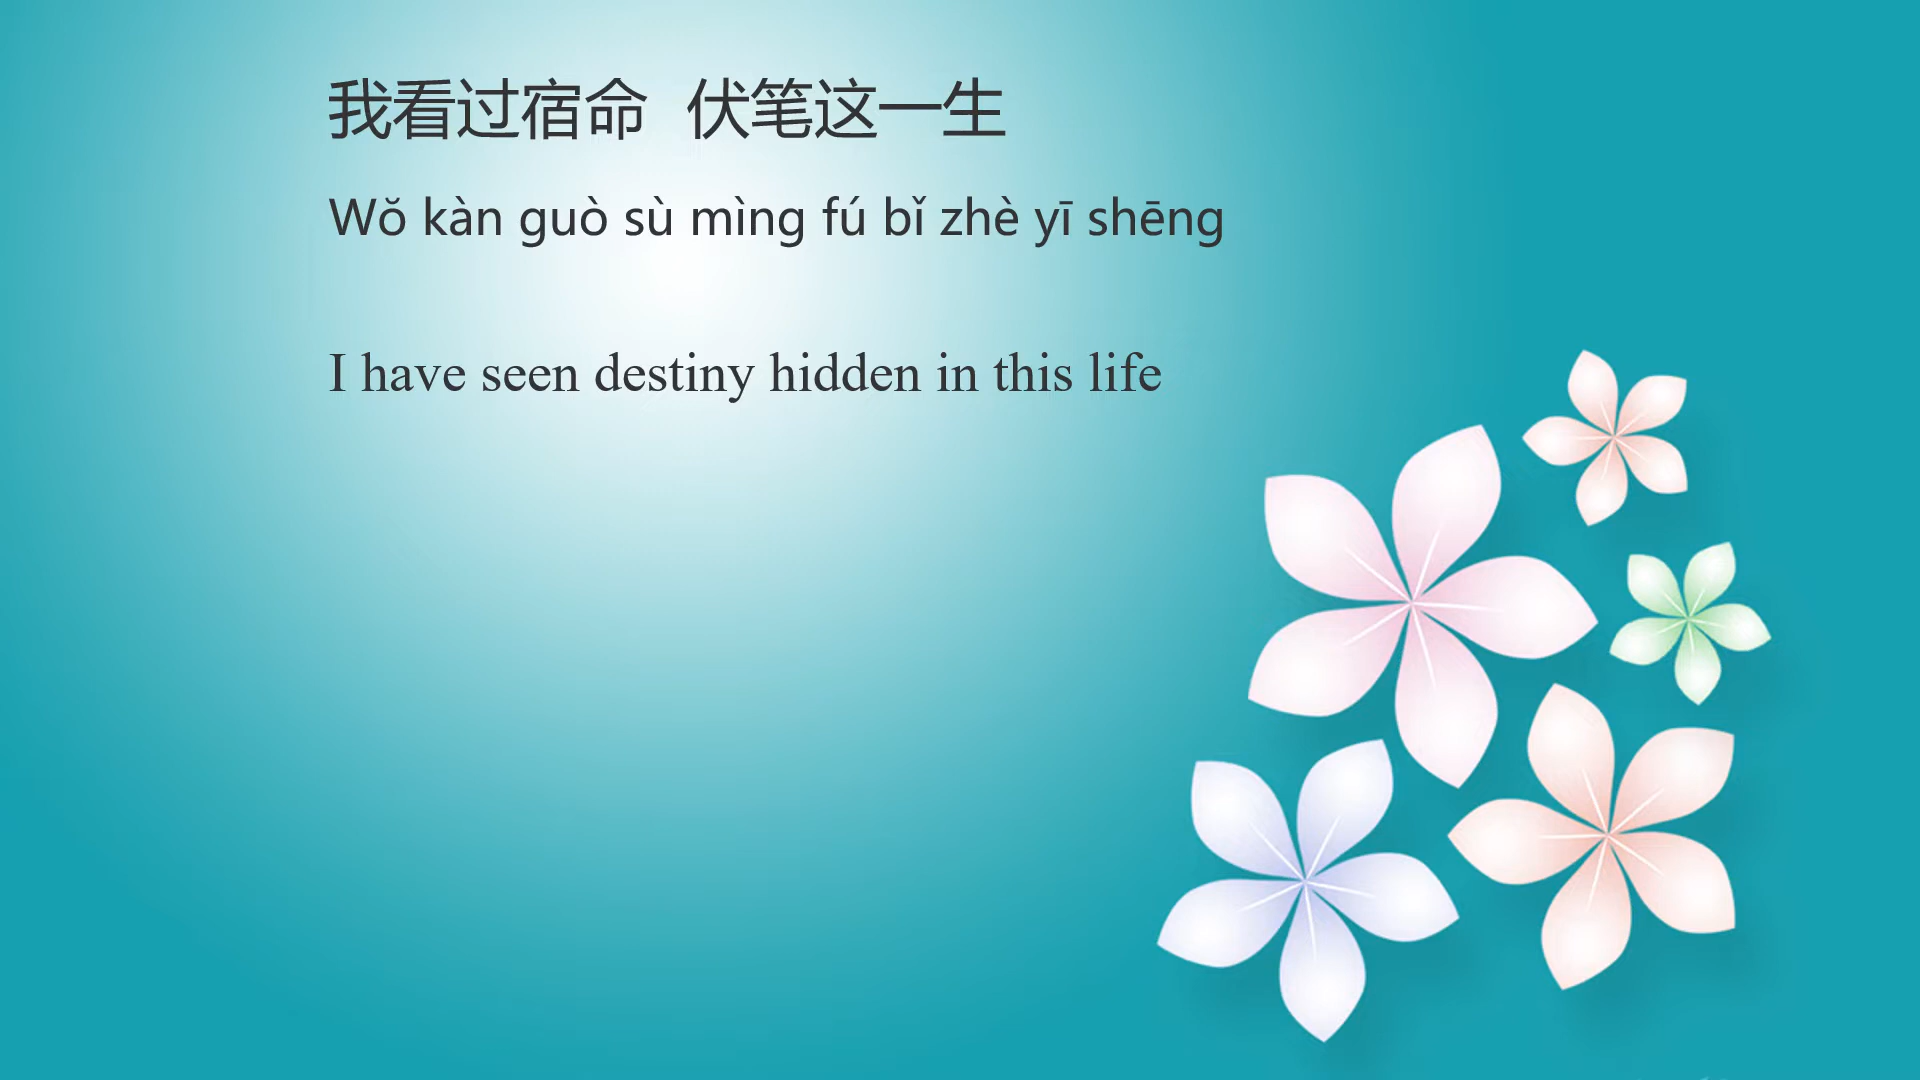 我看过宿命 伏笔这一生
Wǒ kàn guò sù mìng fú bǐ zhè yī shēng
I have seen destiny hidden in this life